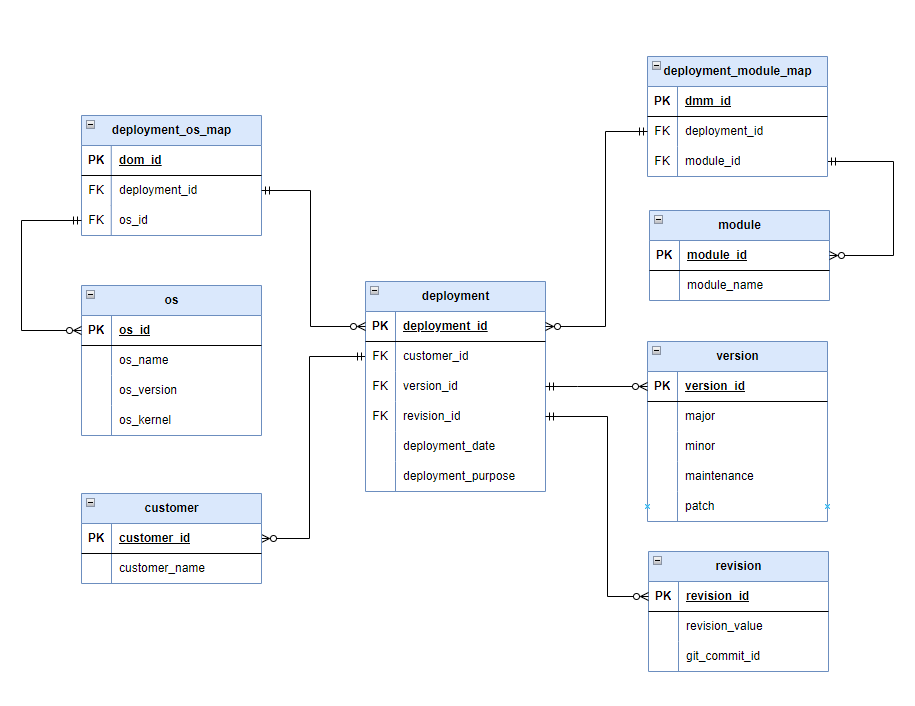 deployment_module_map
PK dmm_id
FK deployment_id
FK module_id
deployment_os_map
PK dom_id
FK deployment_id
FK os_id
module
PK module_id
module_name
os
PK os_id
os_name
os_version
os_kernel
deployment
PK deployment_id
FK customer_id
FK version_id
FK revision_id
deployment_date
deployment_purpose
version
PK version_id
major
minor
maintenance
patch
customer
PK customer_id
customer_name
revision
PK revision_id
revision_value
git_commit_id